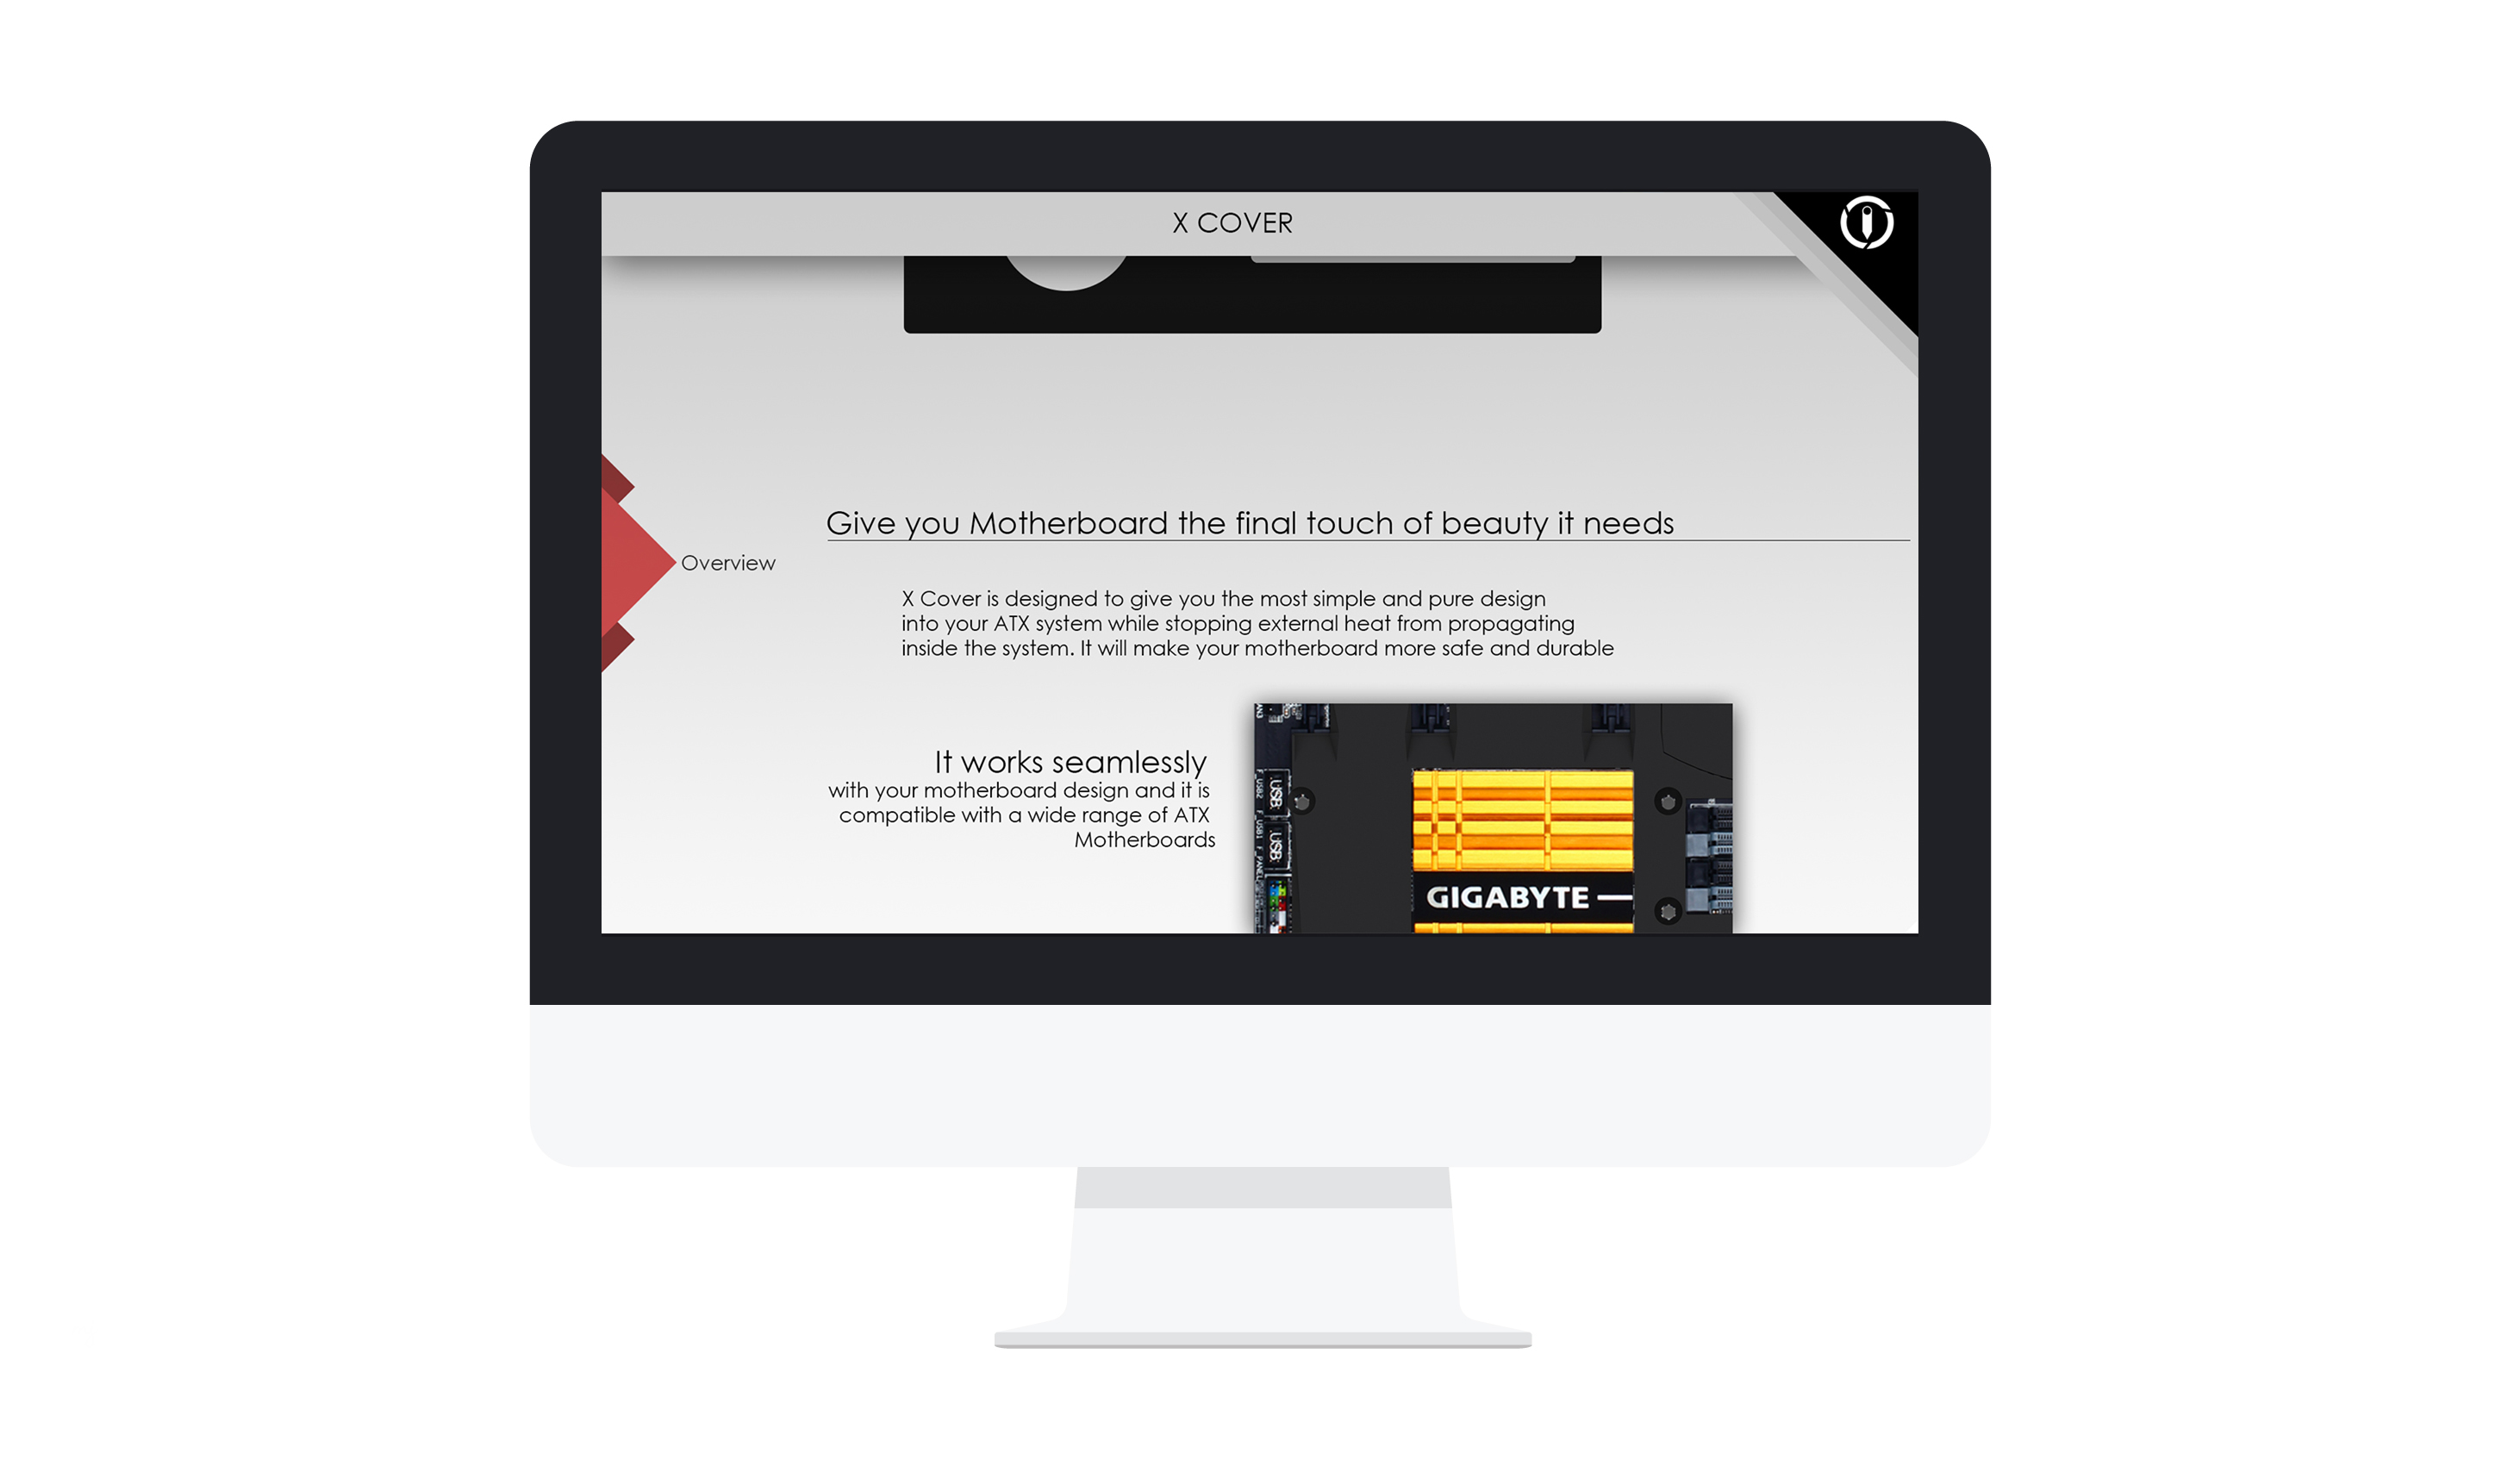 X COVER
Give you Motherboard the final touch of beauty it needs
Overview
X Cover is designed to give you the most simple and pure design
into your ATX system while stopping external heat from propagating
inside the system. It will make your motherboard more safe and durable
It works seamlessly
with your motherboard design and it is
compatible with a wide range of ATX
Motherboards
F_USB2
USB
F_USB1
USB
F_PANEL
GIGABYTE